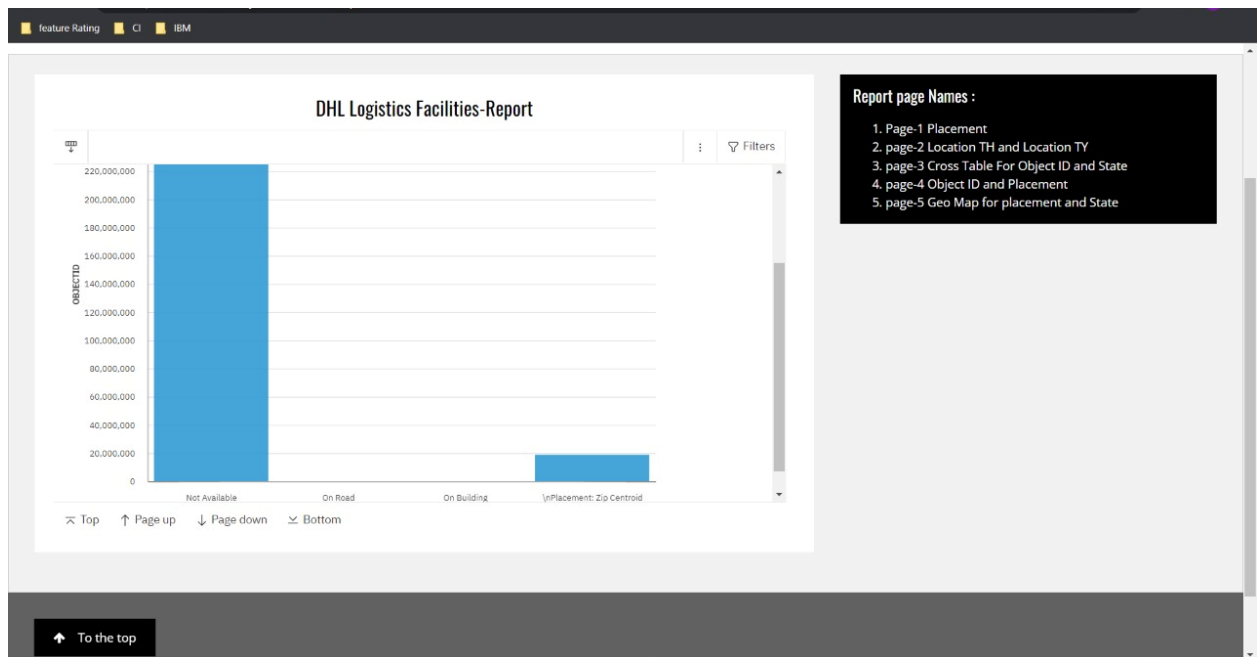 feature Rating CI IBM
DHL Logistics Facilities-Report
Filters
220,000,000
200,000,000
180,000,000
160,000,000
140,000,000
120,000,000
100,000,000
80,000,000
60,000,000
40,000,000
20,000,000
0
OBJECTID
Not Available On Road On Building \nPlacement: Zip Centroid
Top Page up Page down Bottom
Report page Names :
1. Page-1 Placement
2. page-2 Location TH and Location TY
3. page-3 Cross Table For Object ID and State
4. page-4 Object ID and Placement
5. page-5 Geo Map for placement and State
To the top